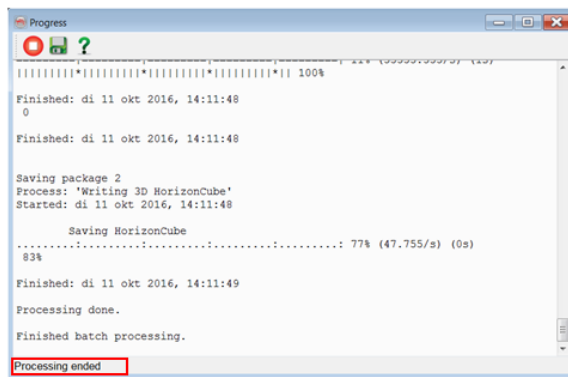 Progress
||||||||||*||||||||||*||||||||||*||||||||||*|| 100%
Finished: di 11 okt 2016, 14:11:48
0
Finished: di 11 okt 2016, 14:11:48
Saving package 2
Process: 'Writing 3D HorizonCube'
Started: di 11 okt 2016, 14:11:48
Saving HorizonCube
.........:.........:.........:.........:.........: 77% (47.755/s) (0s)
83%
Finished: di 11 okt 2016, 14:11:49
Processing done.
Finished batch processing.
Processing ended